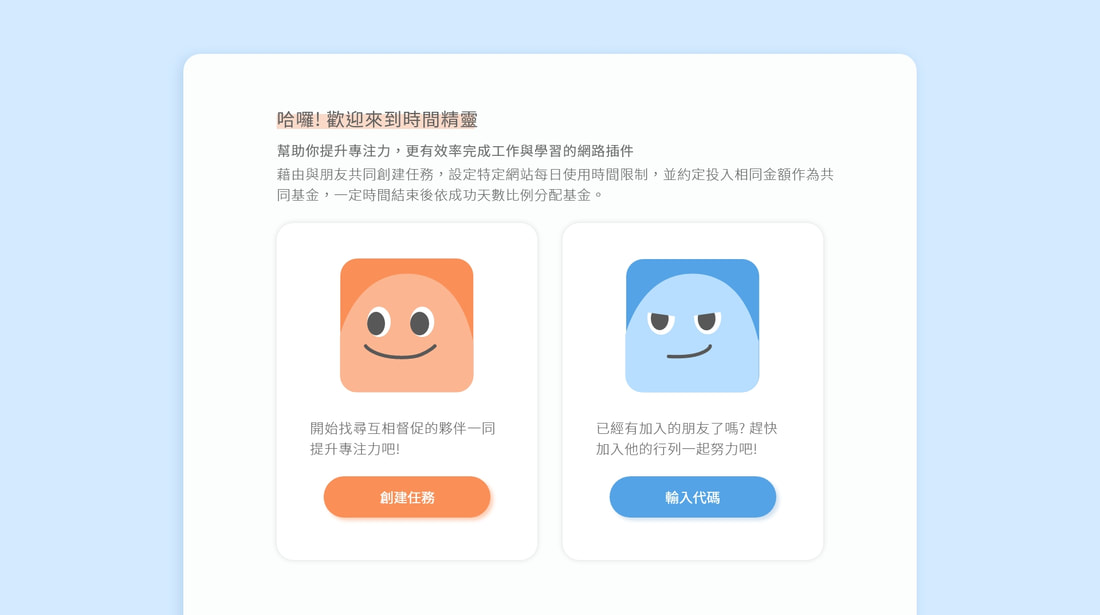 哈囉! 歡迎來到時間精靈
幫助你提升專注力，更有效率完成工作與學習的網路插件
藉由與朋友共同創建任務，設定特定網站每日使用時間限制，並約定投入相同金額作為共
同基金，一定時間結束後依成功天數比例分配基金。
開始找尋互相督促的夥伴一同
提升專注力吧!
創建任務
已經有加入的朋友了嗎? 趕快
加入他的行列一起努力吧!
輸入代碼